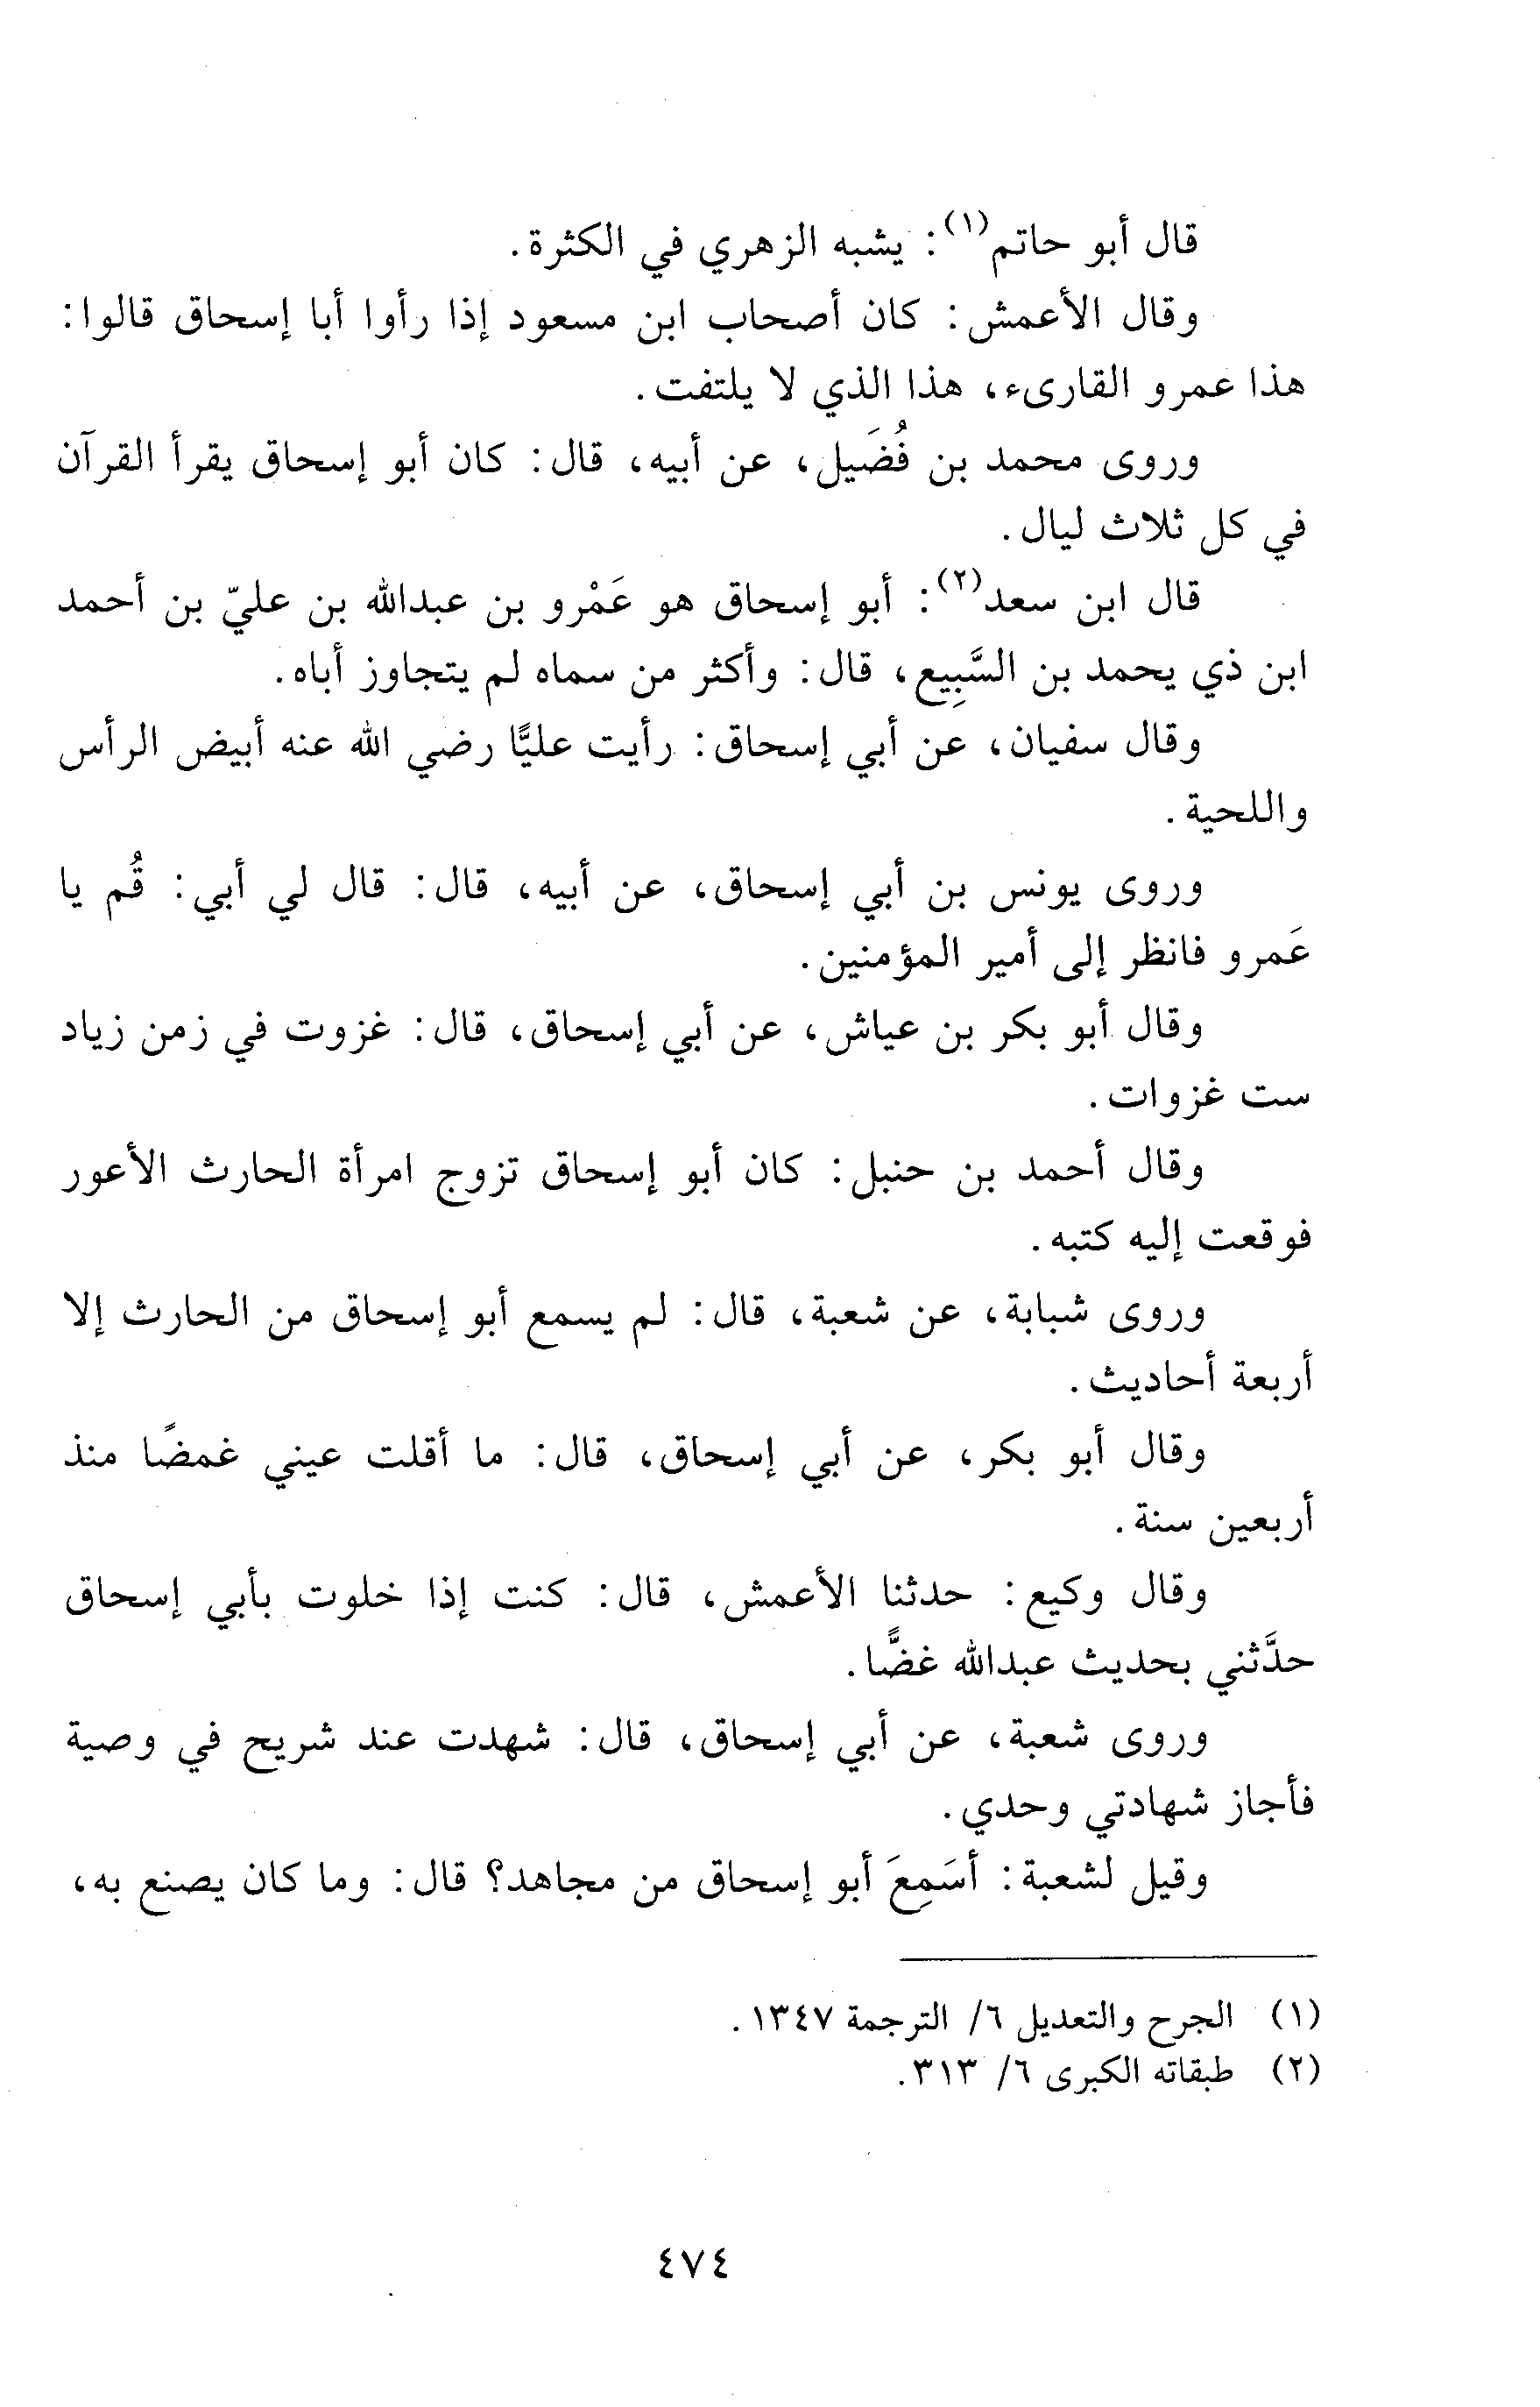 قال أبو حاتم(١): يشبه الزهري في الكثرة.
وقال الأعمش: كان أصحاب ابن مسعود إذا رأوا أبا إسحاق قالوا:
هذا عمرو القارىء، هذا الذي لا يلتفت.
وروى محمد بن فُضَيل، عن أبيه، قال: كان أبو إسحاق يقرأ القرآن
في كل ثلاث ليال.
قال ابن سعد(٢): أبو إسحاق هو عَمْرو بن عبدالله بن عليّ بن أحمد
ابن ذي يحمد بن السَّبِيع، قال: وأكثر من سماه لم يتجاوز أباه.
وقال سفيان، عن أبي إسحاق: رأيت عليًّا رضي الله عنه أبيض الرأس
واللحية.
وروى يونس بن أبي إسحاق، عن أبيه، قال: قال لي أبي: قُم يا
عَمرو فانظر إلى أمير المؤمنين.
وقال أبو بكر بن عياش، عن أبي إسحاق، قال: غزوت في زمن زياد
ست غزوات.
وقال أحمد بن حنبل: كان أبو إسحاق تزوج امرأة الحارث الأعور
فوقعت إليه كتبه.
وروى شبابة، عن شعبة، قال: لم يسمع أبو إسحاق من الحارث إلا
أربعة أحاديث.
وقال أبو بكر، عن أبي إسحاق، قال: ما أقلت عيني غمضًا منذ
أربعين سنة.
وقال وكيع: حدثنا الأعمش، قال: كنت إذا خلوت بأبي إسحاق
حدَّثني بحديث عبدالله غضًّا.
وروى شعبة، عن أبي إسحاق، قال: شهدت عند شريح في وصية
فأجاز شهادتي وحدي.
وقيل لشعبة: أسَمِعَ أبو إسحاق من مجاهد؟ قال: وما كان يصنع به،
(١) الجرح والتعديل ٦/ الترجمة ١٣٤٧.
(٢) طبقاته الكبرى ٦/ ٣١٣.
٤٧٤